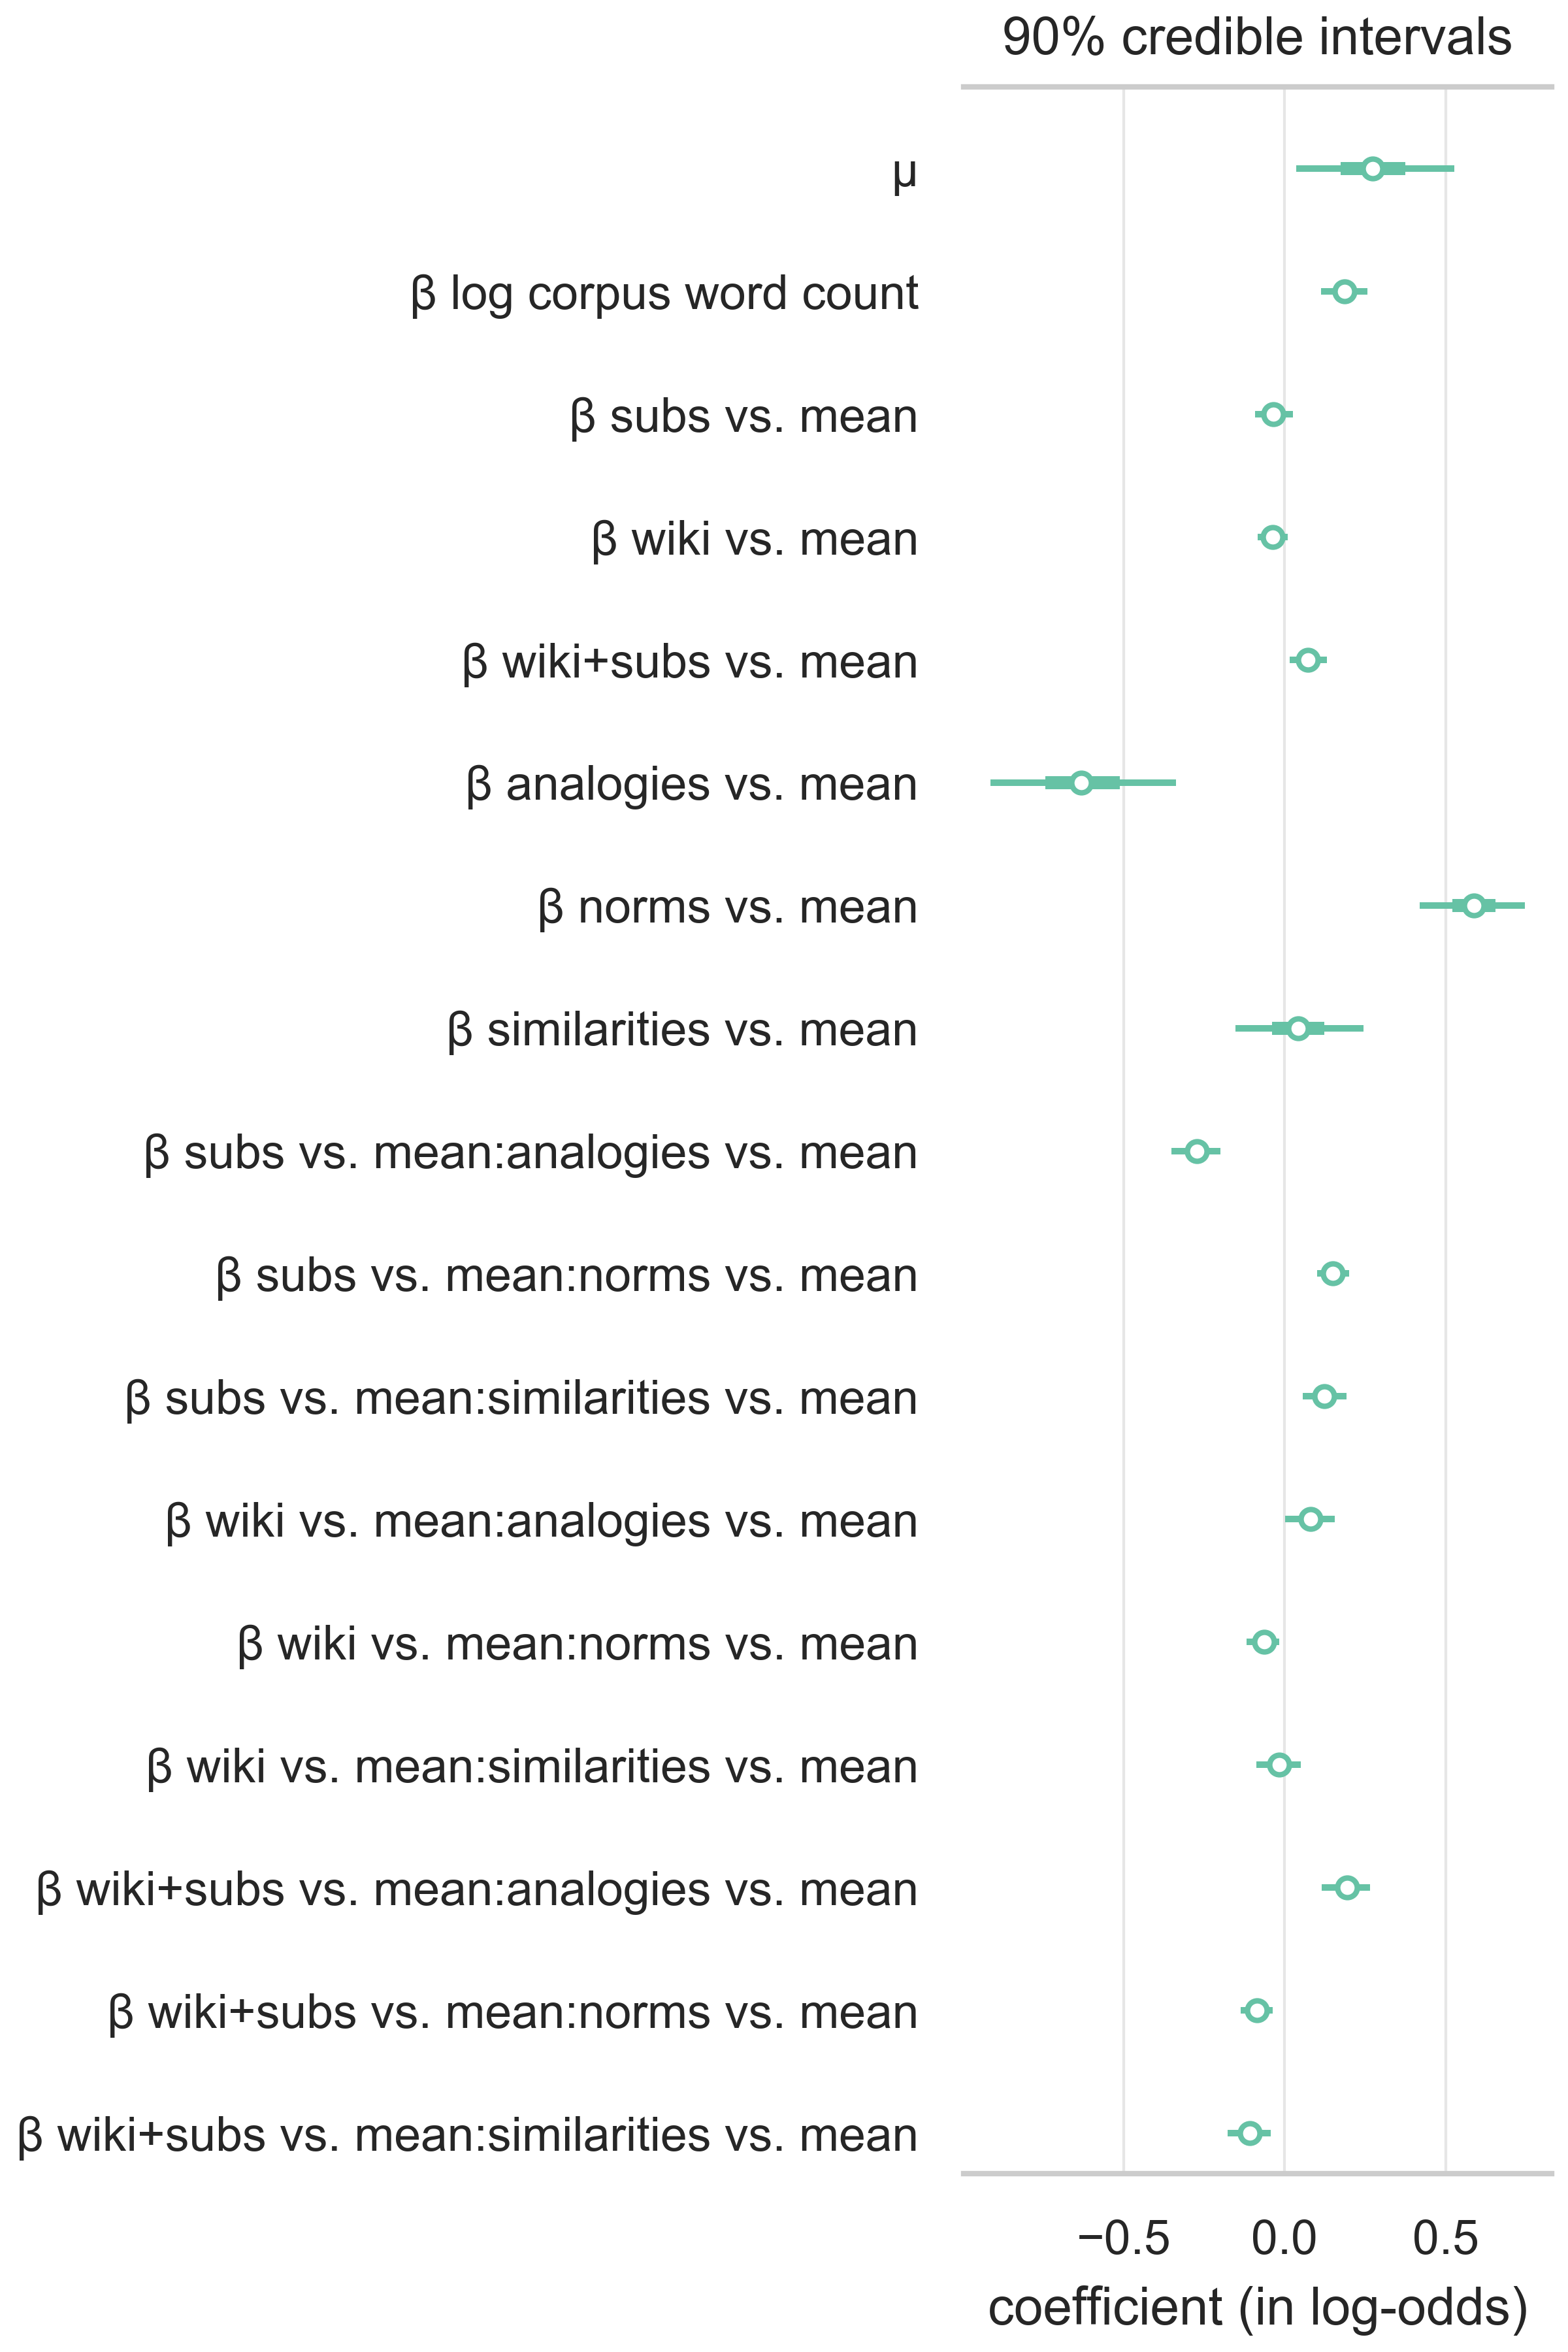 90% credible intervals
μ
β log corpus word count
β subs vs. mean
β wiki vs. mean
β wiki+subs vs. mean
β analogies vs. mean
β norms vs. mean
β similarities vs. mean
β subs vs. mean:analogies vs. mean
β subs vs. mean:norms vs. mean
β subs vs. mean:similarities vs. mean
β wiki vs. mean:analogies vs. mean
β wiki vs. mean:norms vs. mean
β wiki vs. mean:similarities vs. mean
β wiki+subs vs. mean:analogies vs. mean
β wiki+subs vs. mean:norms vs. mean
β wiki+subs vs. mean:similarities vs. mean
−0.5 0.0 0.5
coefficient (in log-odds)